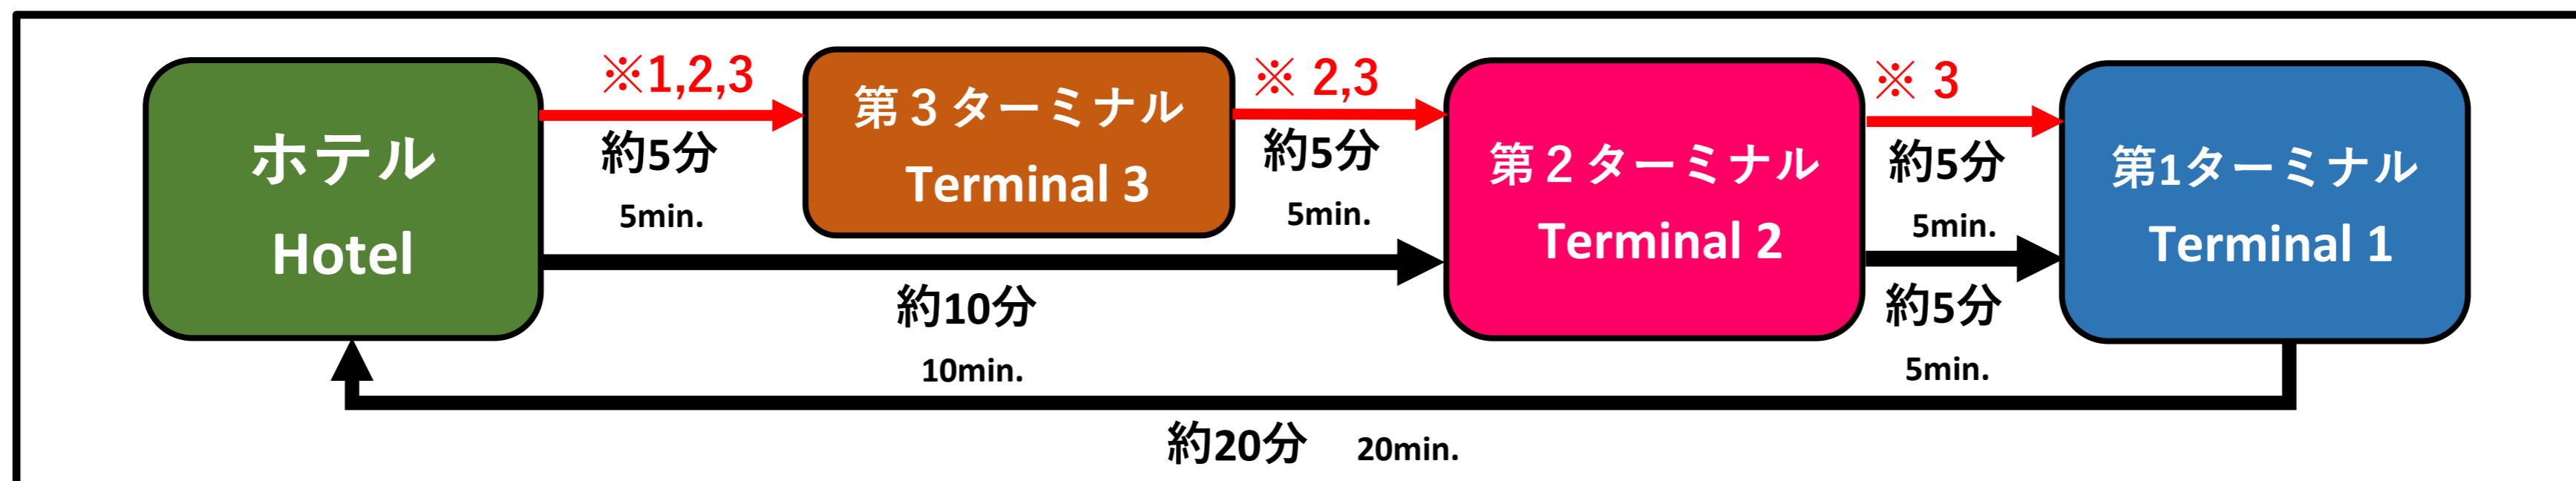 ホテル
Hotel
※1,2,3
約5分
5min.
第３ターミナル
Terminal 3
※ 2,3
約5分
5min.
第２ターミナル
Terminal 2
※ 3
約5分
5min.
第1ターミナル
Terminal 1
約10分
10min.
約5分
5min.
約20分 20min.